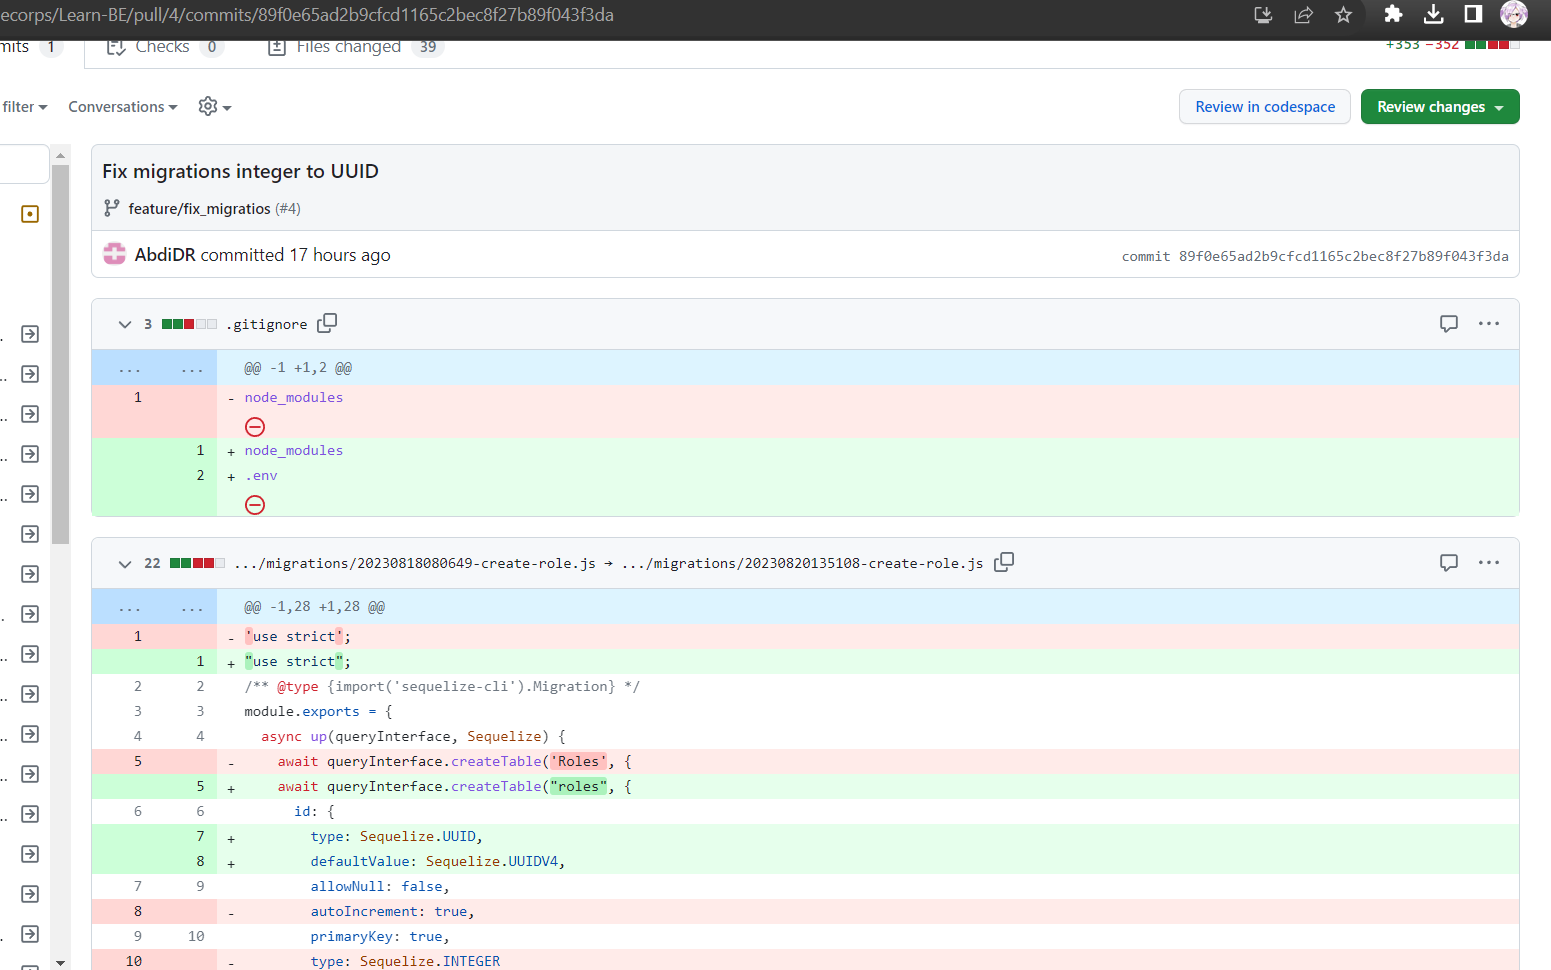 ecorps/Learn-BE/pull/4/commits/89f0e65ad2b9cfcd1165c2bec8f27b89f043f3da
mits 1 Checks 0 Files changed 39 +353 −352
filter Conversations Review in codespace Review changes
Fix migrations integer to UUID
feature/fix_migratios (#4)
AbdiDR committed 17 hours ago commit 89f0e65ad2b9cfcd1165c2bec8f27b89f043f3da
3 .gitignore
... ... @@ -1 +1,2 @@
1 - node_modules
1 + node_modules
2 + .env
22 .../migrations/20230818080649-create-role.js → .../migrations/20230820135108-create-role.js
... ... @@ -1,28 +1,28 @@
1 - 'use strict';
1 + "use strict";
2 2 /** @type {import('sequelize-cli').Migration} */
3 3 module.exports = {
4 4 async up(queryInterface, Sequelize) {
5 - await queryInterface.createTable('Roles', {
5 + await queryInterface.createTable("roles", {
6 6 id: {
7 + type: Sequelize.UUID,
8 + defaultValue: Sequelize.UUIDV4,
7 9 allowNull: false,
8 - autoIncrement: true,
9 10 primaryKey: true,
10 - type: Sequelize.INTEGER